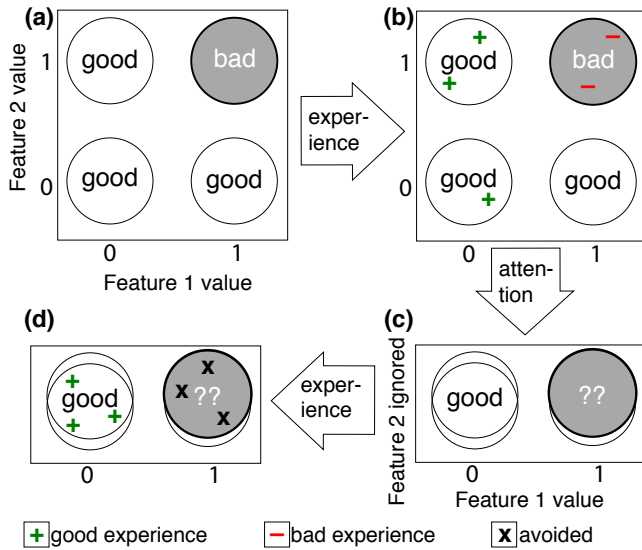 (a)
Feature 2 value
1
good
bad
0
good
good
0
1
Feature 1 value
exper-
ience
(b)
1
+
good
+
−
bad
−
0
good
+
good
0
1
atten-
tion
(c)
Feature 2 ignored
good
??
0
1
Feature 1 value
exper-
ience
(d)
+
good
+
+
x
x ??
x
0
1
+ good experience
− bad experience
x avoided